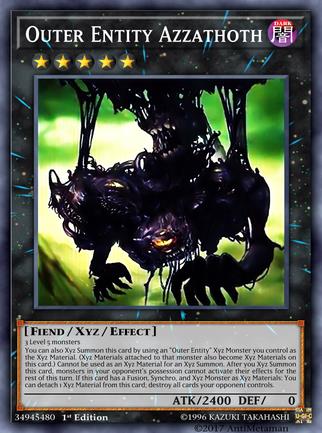 OUTER ENTITY AZZATHOTH
DARK
闇
[FIEND / XYZ / EFFECT]
3 Level 5 monsters
You can also Xyz Summon this card by using an "Outer Entity" Xyz Monster you control as
the Xyz Material. (Xyz Materials attached to that monster also become Xyz Materials on
this card.) Cannot be used as an Xyz Material for an Xyz Summon. After you Xyz Summon
this card, monsters in your opponent's possession cannot activate their effects for the
rest of this turn. If this card has a Fusion, Synchro, and Xyz Monster as Xyz Materials: You
can detach 1 Xyz Material from this card; destroy all cards your opponent controls.
ATK/2400 DEF/ 0
34945480 1st Edition ©1996 KAZUKI TAKAHASHI
©2017 AntiMetaman